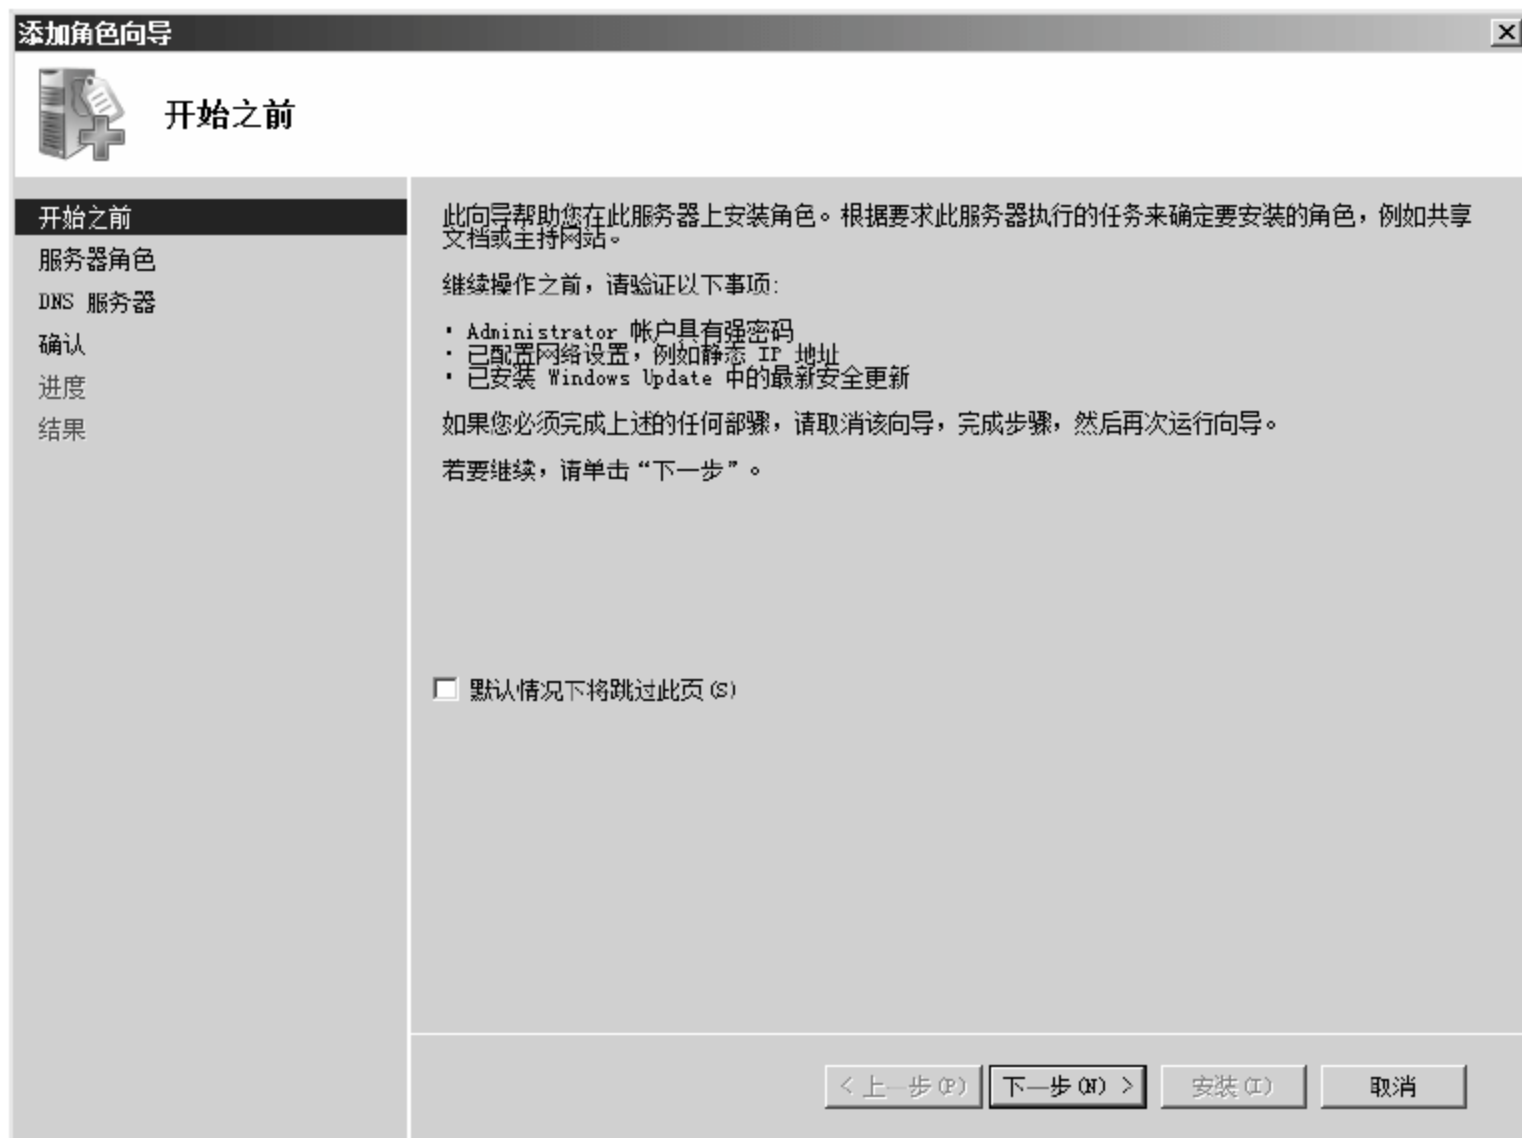 添加角色向导
开始之前
开始之前
服务器角色
DNS 服务器
确认
进度
结果
此向导帮助您在此服务器上安装角色。根据要求此服务器执行的任务来确定要安装的角色，例如共享
文档或主持网站。
继续操作之前，请验证以下事项:
· Administrator 帐户具有强密码
· 已配置网络设置，例如静态 IP 地址
· 已安装 Windows Update 中的最新安全更新
如果您必须完成上述的任何部骤，请取消该向导，完成步骤，然后再次运行向导。
若要继续，请单击“下一步”。
默认情况下将跳过此页(S)
< 上一步(P)
下一步(N) >
安装(I)
取消